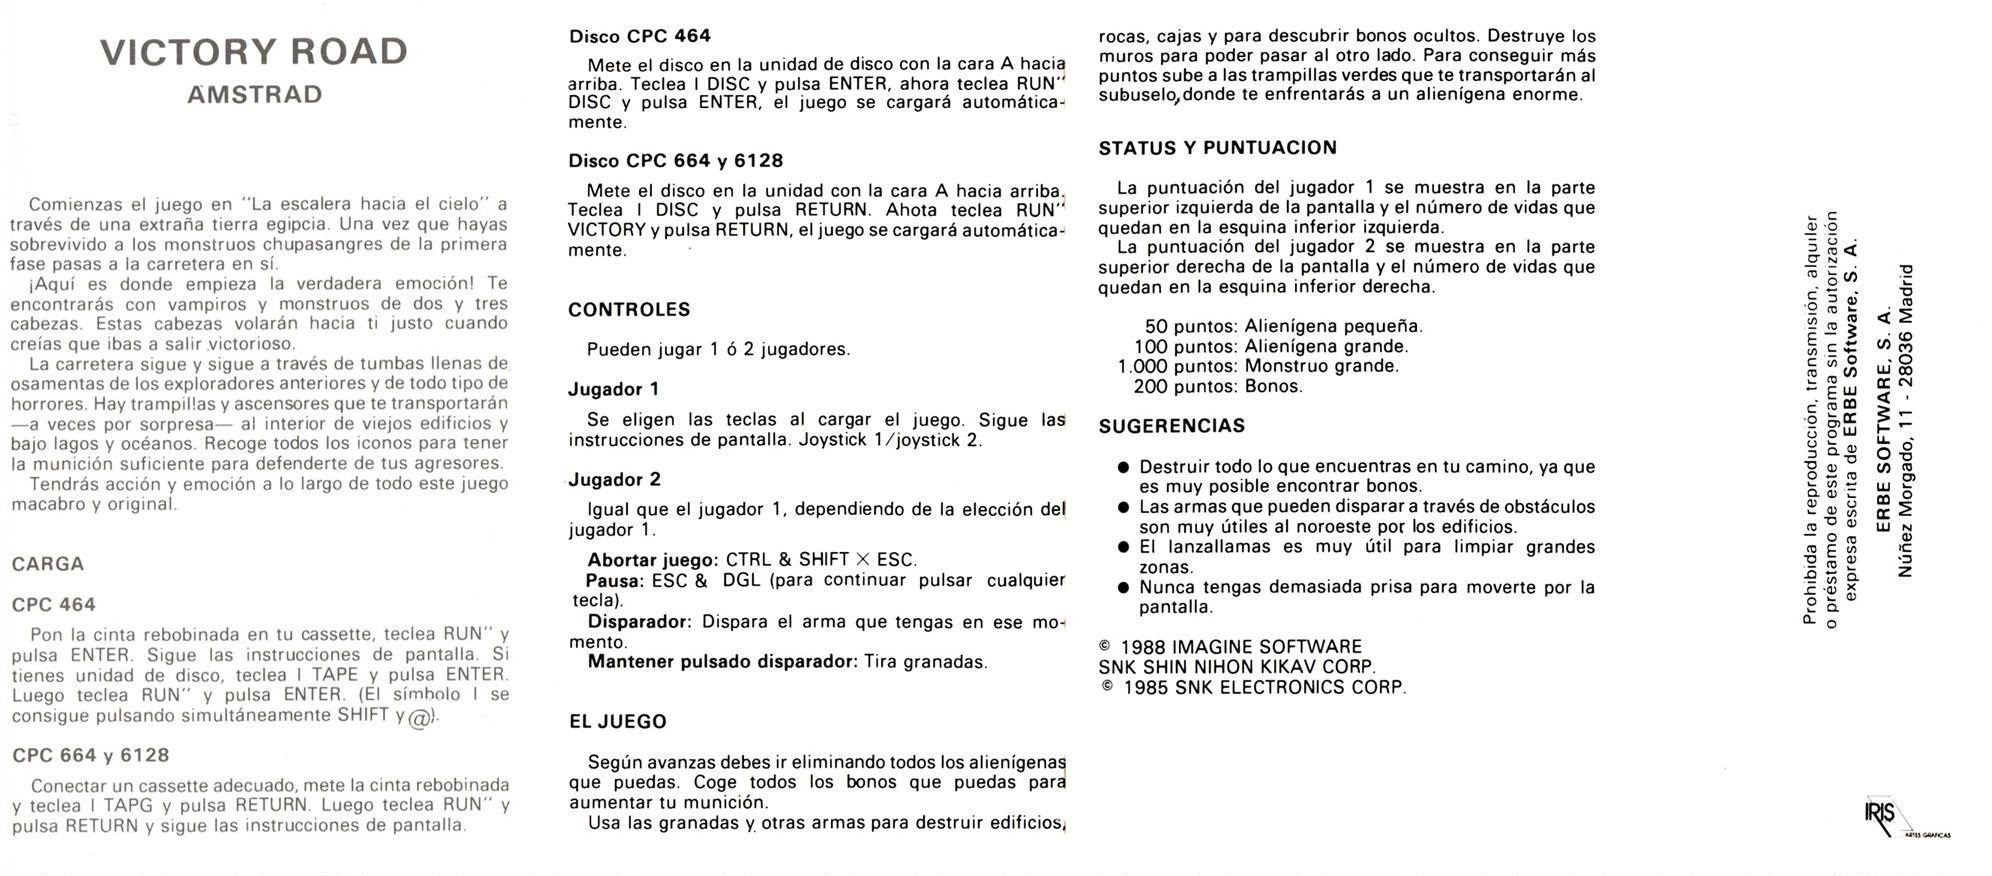 VICTORY ROAD
AMSTRAD
Comienzas el juego en "La escalera hacia el cielo" a
través de una extraña tierra egipcia. Una vez que hayas
sobrevivido a los monstruos chupasangres de la primera
fase pasas a la carretera en sí.
¡Aquí es donde empieza la verdadera emoción! Te
encontrarás con vampiros y monstruos de dos y tres
cabezas. Estas cabezas volarán hacia ti justo cuando
creías que ibas a salir victorioso.
La carretera sigue y sigue a través de tumbas llenas de
osamentas de los exploradores anteriores y de todo tipo de
horrores. Hay trampillas y ascensores que te transportarán
—a veces por sorpresa— al interior de viejos edificios y
bajo lagos y océanos. Recoge todos los iconos para tener
la munición suficiente para defenderte de tus agresores.
Tendrás acción y emoción a lo largo de todo este juego
macabro y original.
CARGA
CPC 464
Pon la cinta rebobinada en tu cassette, teclea RUN" y
pulsa ENTER. Sigue las instrucciones de pantalla. Si
tienes unidad de disco, teclea I TAPE y pulsa ENTER.
Luego teclea RUN" y pulsa ENTER. (El símbolo I se
consigue pulsando simultáneamente SHIFT y @).
CPC 664 y 6128
Conectar un cassette adecuado, mete la cinta rebobinada
y teclea I TAPG y pulsa RETURN. Luego teclea RUN" y
pulsa RETURN y sigue las instrucciones de pantalla.
Disco CPC 464
Mete el disco en la unidad de disco con la cara A hacia
arriba. Teclea I DISC y pulsa ENTER, ahora teclea RUN"
DISC y pulsa ENTER, el juego se cargará automática-
mente.
Disco CPC 664 y 6128
Mete el disco en la unidad con la cara A hacia arriba.
Teclea I DISC y pulsa RETURN. Ahota teclea RUN"
VICTORY y pulsa RETURN, el juego se cargará automática-
mente.
CONTROLES
Pueden jugar 1 ó 2 jugadores.
Jugador 1
Se eligen las teclas al cargar el juego. Sigue las
instrucciones de pantalla. Joystick 1/joystick 2.
Jugador 2
Igual que el jugador 1, dependiendo de la elección del
jugador 1.
Abortar juego: CTRL & SHIFT X ESC.
Pausa: ESC & DGL (para continuar pulsar cualquier
tecla).
Disparador: Dispara el arma que tengas en ese mo-
mento.
Mantener pulsado disparador: Tira granadas.
EL JUEGO
Según avanzas debes ir eliminando todos los alienígenas
que puedas. Coge todos los bonos que puedas para
aumentar tu munición.
Usa las granadas y otras armas para destruir edificios,
rocas, cajas y para descubrir bonos ocultos. Destruye los
muros para poder pasar al otro lado. Para conseguir más
puntos sube a las trampillas verdes que te transportarán al
subuselo, donde te enfrentarás a un alienígena enorme.
STATUS Y PUNTUACION
La puntuación del jugador 1 se muestra en la parte
superior izquierda de la pantalla y el número de vidas que
quedan en la esquina inferior izquierda.
La puntuación del jugador 2 se muestra en la parte
superior derecha de la pantalla y el número de vidas que
quedan en la esquina inferior derecha.
50 puntos: Alienígena pequeña.
100 puntos: Alienígena grande.
1.000 puntos: Monstruo grande.
200 puntos: Bonos.
SUGERENCIAS
● Destruir todo lo que encuentras en tu camino, ya que
es muy posible encontrar bonos.
● Las armas que pueden disparar a través de obstáculos
son muy útiles al noroeste por los edificios.
● El lanzallamas es muy útil para limpiar grandes
zonas.
● Nunca tengas demasiada prisa para moverte por la
pantalla.
© 1988 IMAGINE SOFTWARE
SNK SHIN NIHON KIKAV CORP.
© 1985 SNK ELECTRONICS CORP.
Prohibida la reproducción, transmisión, alquiler
o préstamo de este programa sin la autorización
expresa escrita de ERBE Software, S. A.
ERBE SOFTWARE, S. A.
Núñez Morgado, 11 - 28036 Madrid
IRIS
ARTES GRAFICAS